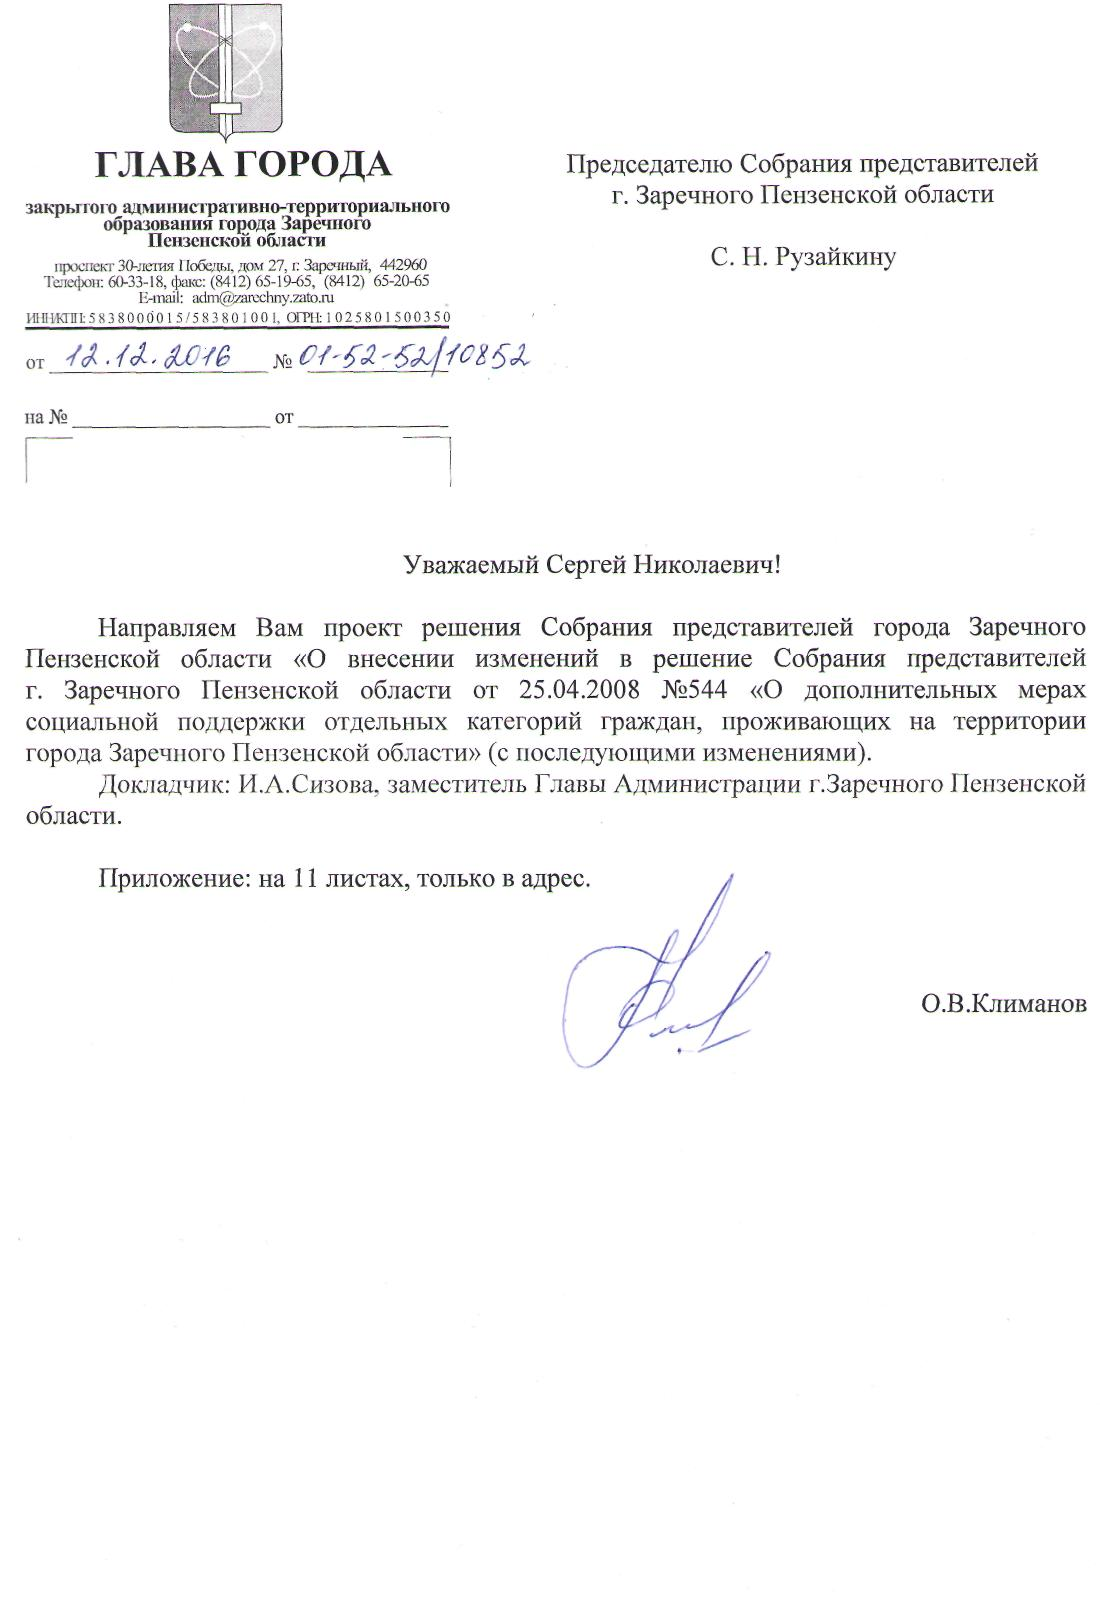 ГЛАВА ГОРОДА
закрытого административно-территориального
образования города Заречного
Пензенской области
проспект 30-летия Победы, дом 27, г. Заречный, 442960
Телефон: 60-33-18, факс: (8412) 65-19-65, (8412) 65-20-65
E-mail: adm@zarechny.zato.ru
ИНН/КПП: 5838000015/583801001, ОГРН: 1025801500350
от 12.12.2016 № 01-52-52/10852
на № от
Председателю Собрания представителей
г. Заречного Пензенской области
С. Н. Рузайкину
Уважаемый Сергей Николаевич!
Направляем Вам проект решения Собрания представителей города Заречного
Пензенской области «О внесении изменений в решение Собрания представителей
г. Заречного Пензенской области от 25.04.2008 №544 «О дополнительных мерах
социальной поддержки отдельных категорий граждан, проживающих на территории
города Заречного Пензенской области» (с последующими изменениями).
Докладчик: И.А.Сизова, заместитель Главы Администрации г.Заречного Пензенской
области.
Приложение: на 11 листах, только в адрес.
О.В.Климанов